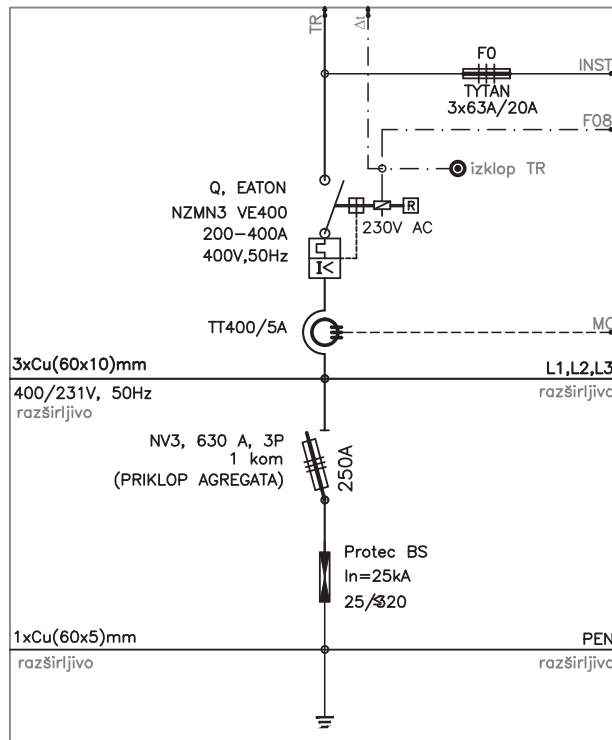 TR
Δt
F0
INST
TYTAN
3x63A/20A
F08
izklop TR
Q, EATON
NZMN3 VE400
200-400A
400V,50Hz
R
230V AC
I<
TT400/5A
3xCu(60x10)mm
L1,L2,L3
400/231V, 50Hz
razširljivo
razširljivo
NV3, 630 A, 3P
1 kom
(PRIKLOP AGREGATA)
250A
Protec BS
In=25kA
1xCu(60x5)mm
PEN
razširljivo
razširljivo